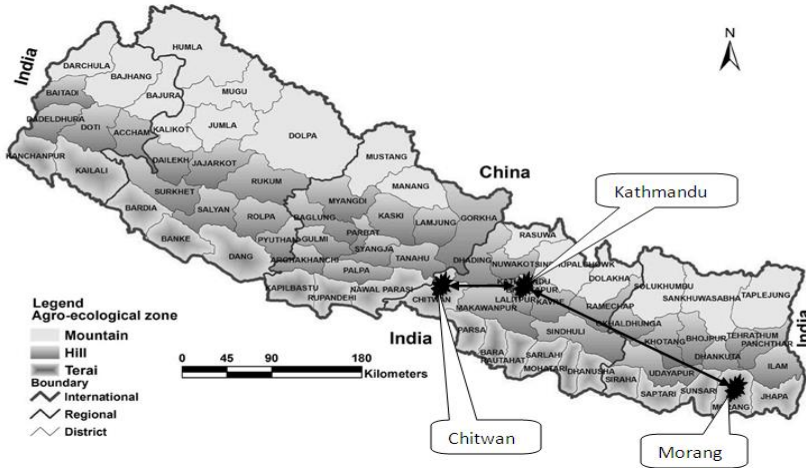 N
India
HUMLA
DARCHULA
BAJHANG
BAITADI
BAJURA
MUGU
DADELDHURA
DOTI
ACCHAM
KALIKOT
JUMLA
DOLPA
KANCHANPUR
KAILALI
DAILEKH
JAJARKOT
MUSTANG
China
Kathmandu
RUKUM
MANANG
SURKHET
MYANGDI
BARDIA
SALYAN
ROLPA
BAGLUNG
KASKI
LAMJUNG
GORKHA
PARBAT
RASUWA
BANKE
PYUTHAN
GULMI
SYANGJA
DANG
DHADING
NUWAKOT
DOLAKHA
ARGHAKHANCHI
TANAHU
SOLUKHUMBU
TAPLEJUNG
PALPA
SANKHUWASABHA
KAPILBASTU
NAWAL PARASI
CHITWAN
LALITPUR
KAVRE
RAMECHAP
RUPANDEHI
MAKAWANPUR
India
Legend
Agro-ecological zone
Mountain
Hill
Terai
Boundary
International
Regional
District
0 45 90 180
Kilometers
India
PARSA
SINDHULI
OKHALDHUNGA
KHOTANG
BHOJPUR
TEHRATHUM
PANCHTHAR
DHANKUTA
BARA
RAUTAHAT
SARLAHI
MOHATARI
DHANUSHA
SIRAHA
UDAYAPUR
ILAM
SAPTARI
SUNSARI
MORANG
JHAPA
Chitwan
Morang